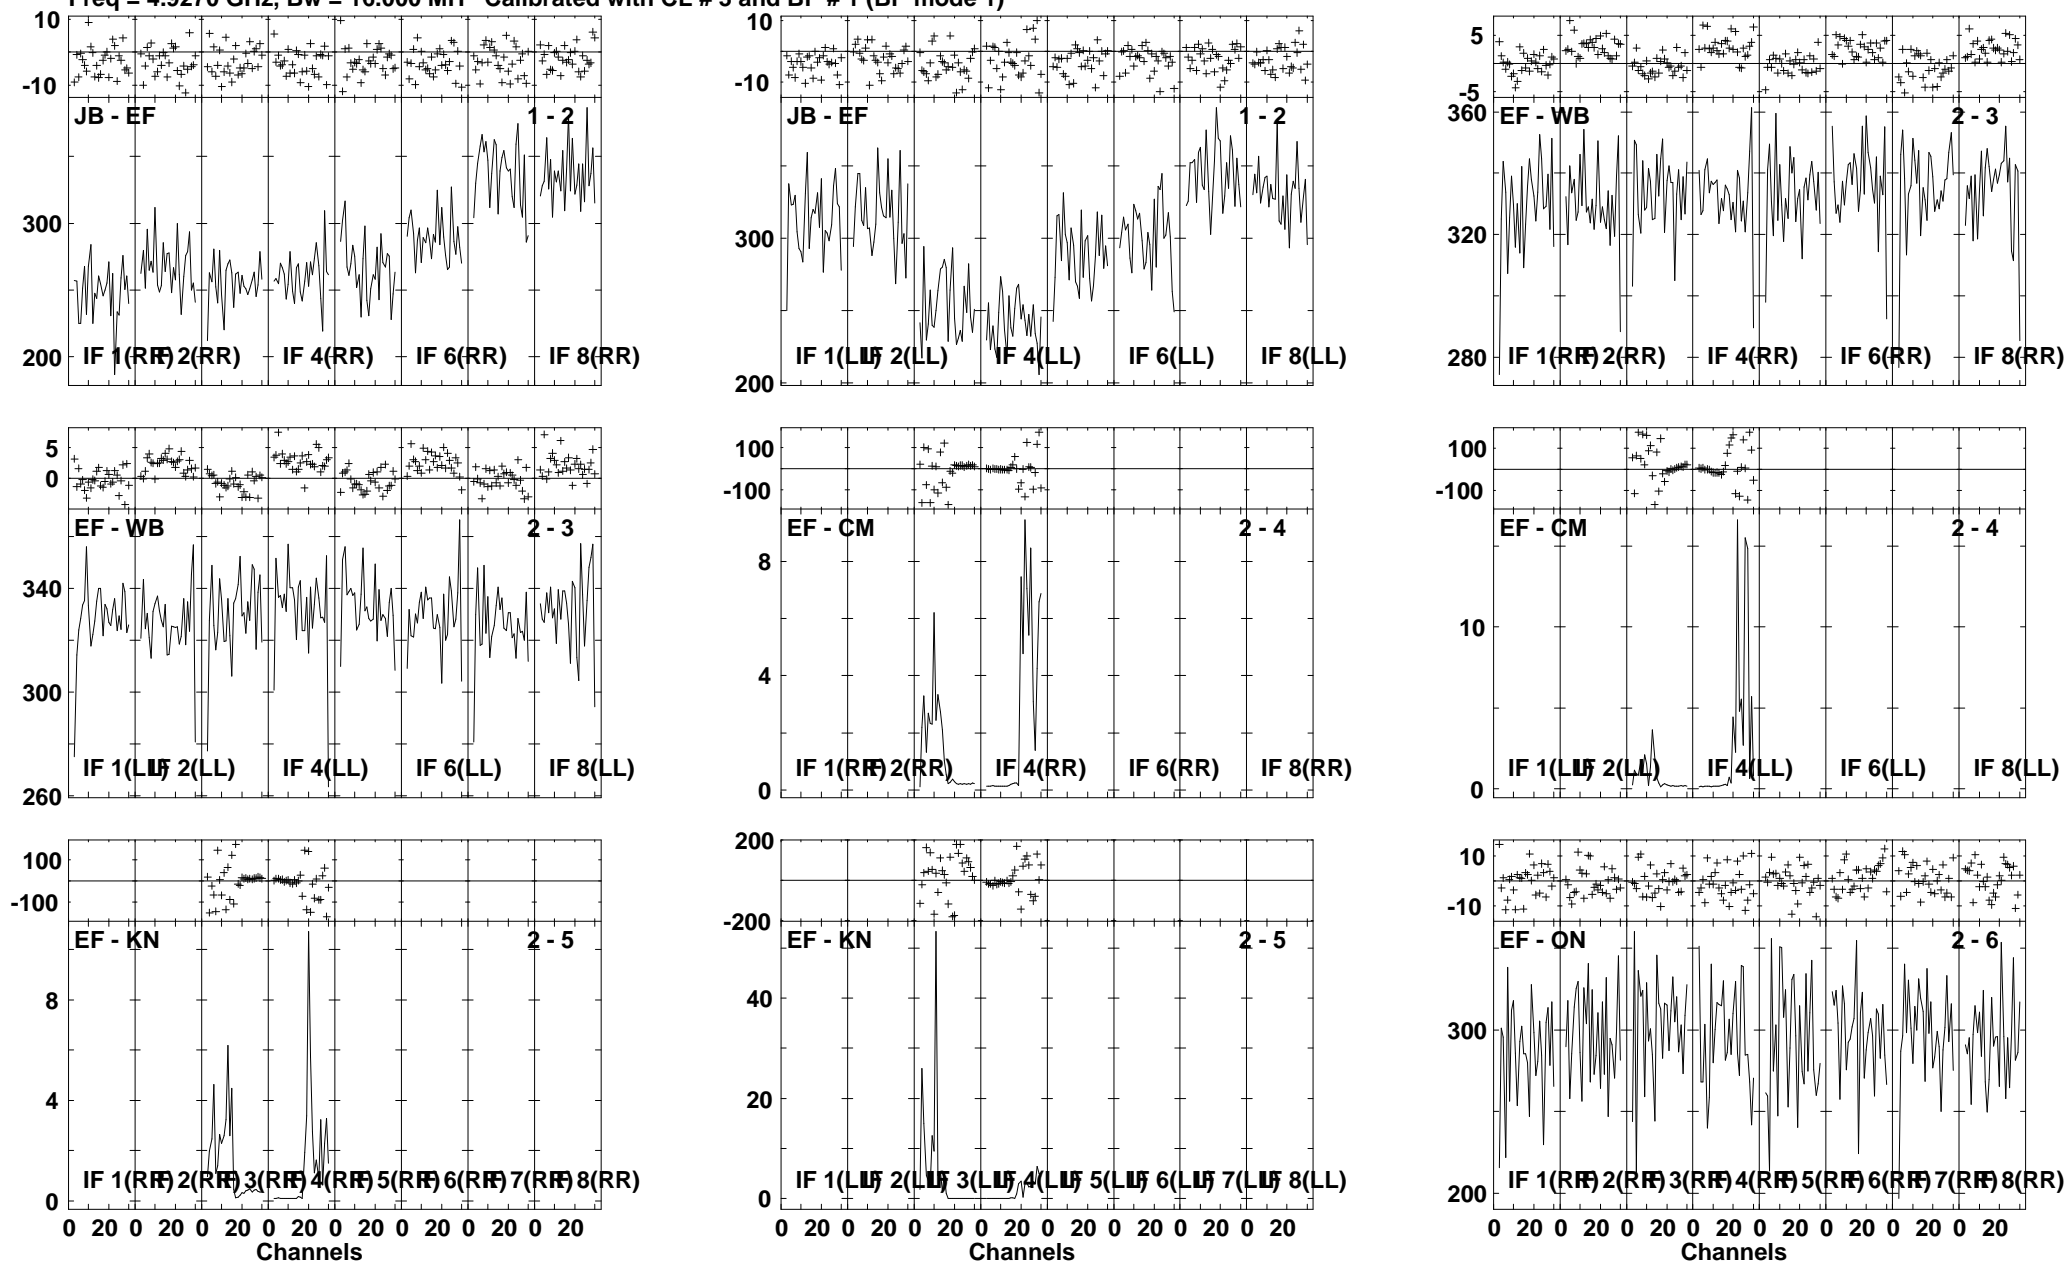 Freq = 4.9270 GHz, Bw = 16.000 MH Calibrated with CL # 3 and BP # 1 (BP mode 1)
10
-10
JB - EF 1 - 2
300
200
IF 1(RR) IF 2(RR) IF 4(RR) IF 6(RR) IF 8(RR)
10
-10
JB - EF 1 - 2
300
200
IF 1(LL) IF 2(LL) IF 4(LL) IF 6(LL) IF 8(LL)
5
-5
360
EF - WB 2 - 3
320
280
IF 1(RR) IF 2(RR) IF 4(RR) IF 6(RR) IF 8(RR)
5
0
EF - WB 2 - 3
340
300
260
IF 1(LL) IF 2(LL) IF 4(LL) IF 6(LL) IF 8(LL)
100
-100
EF - CM 2 - 4
8
4
0
IF 1(RR) IF 2(RR) IF 4(RR) IF 6(RR) IF 8(RR)
100
-100
EF - CM 2 - 4
10
0
IF 1(LL) IF 2(LL) IF 4(LL) IF 6(LL) IF 8(LL)
100
-100
EF - KN 2 - 5
8
4
0
IF 1(RR) IF 2(RR) IF 3(RR) IF 4(RR) IF 5(RR) IF 6(RR) IF 7(RR) IF 8(RR)
0 20 0 20 0 20 0 20 0 20 0 20 0 20 0 20
Channels
200
-200
EF - KN 2 - 5
40
20
0
IF 1(LL) IF 2(LL) IF 3(LL) IF 4(LL) IF 5(LL) IF 6(LL) IF 7(LL) IF 8(LL)
0 20 0 20 0 20 0 20 0 20 0 20 0 20 0 20
Channels
10
-10
EF - ON 2 - 6
300
200
IF 1(RR) IF 2(RR) IF 3(RR) IF 4(RR) IF 5(RR) IF 6(RR) IF 7(RR) IF 8(RR)
0 20 0 20 0 20 0 20 0 20 0 20 0 20 0 20
Channels